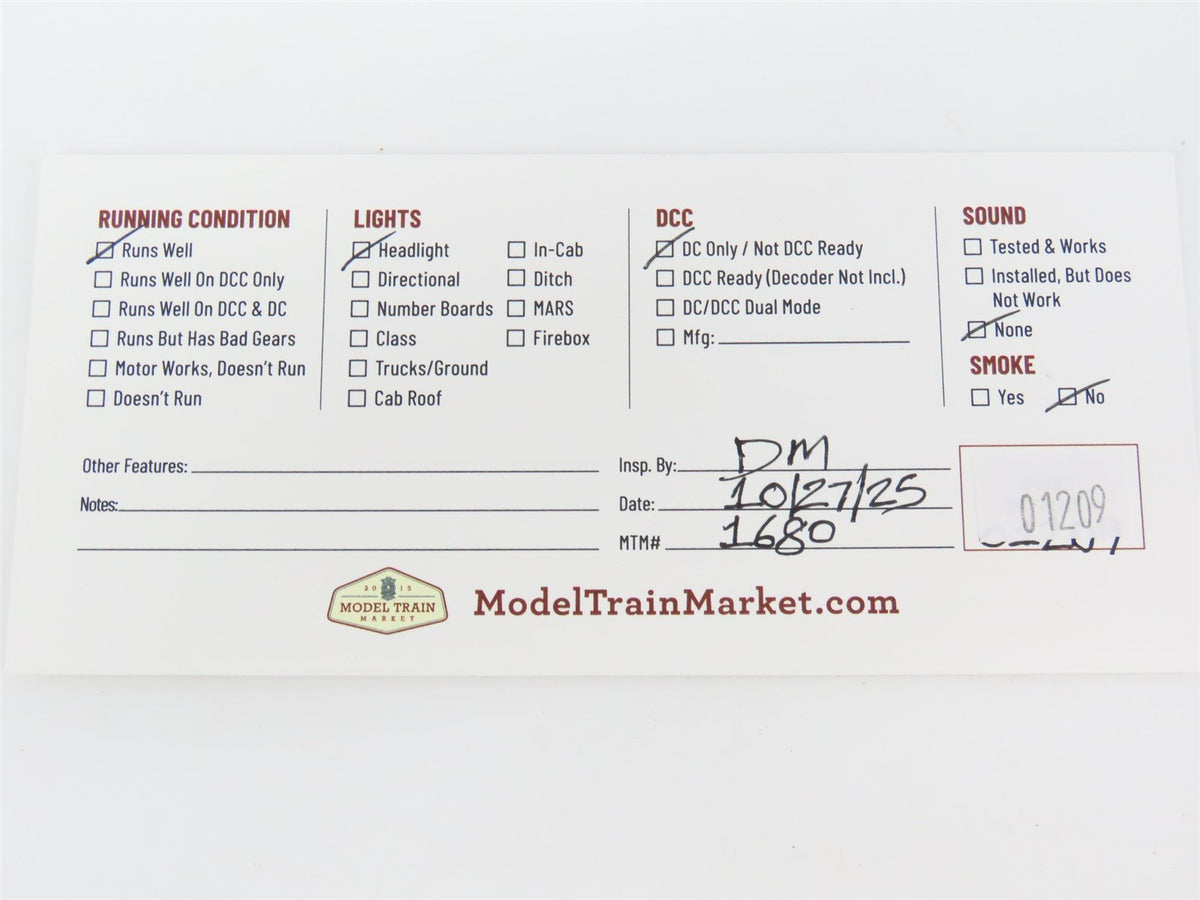 RUNNING CONDITION
Runs Well
Runs Well On DCC Only
Runs Well On DCC & DC
Runs But Has Bad Gears
Motor Works, Doesn't Run
Doesn't Run
LIGHTS
Headlight
Directional
Number Boards
Class
Trucks/Ground
Cab Roof
In-Cab
Ditch
MARS
Firebox
DCC
DC Only / Not DCC Ready
DCC Ready (Decoder Not Incl.)
DC/DCC Dual Mode
Mfg:
SOUND
Tested & Works
Installed, But Does
Not Work
None
SMOKE
Yes No
Other Features:
Notes:
Insp. By: DM
Date: 10/27/25
MTM# 1680
01209
2015
MODEL TRAIN
MARKET
ModelTrainMarket.com